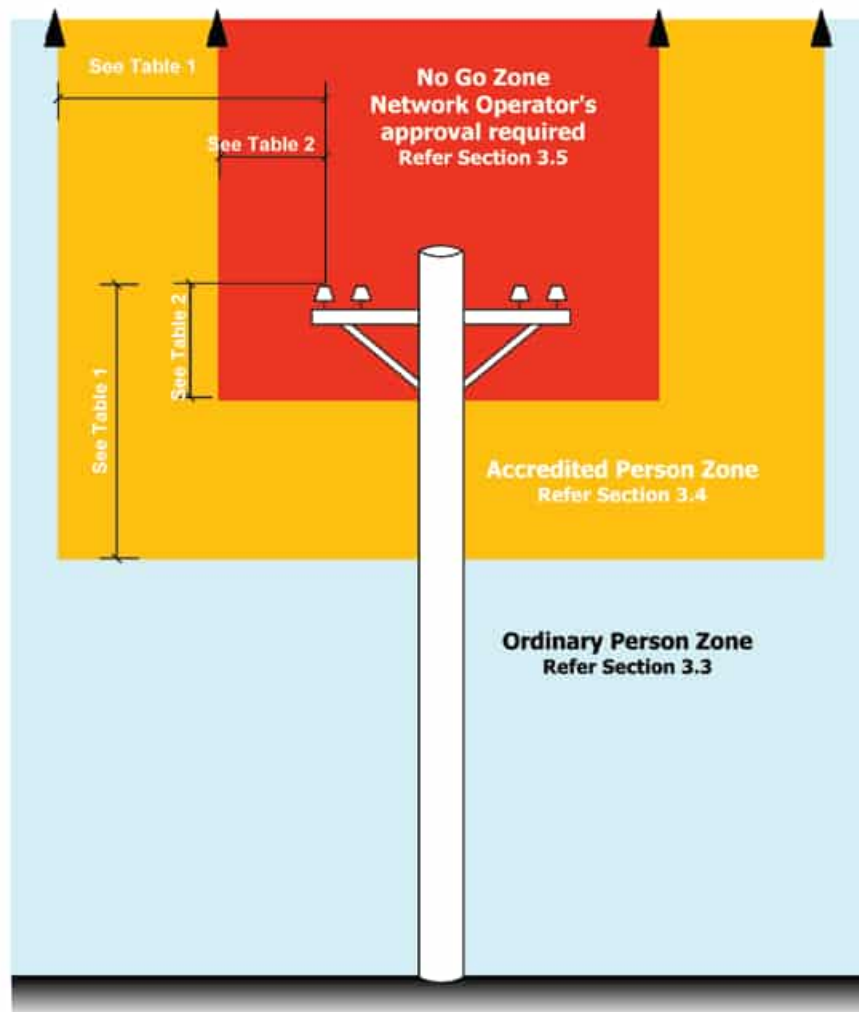 See Table 1
No Go Zone
Network Operator's
approval required
Refer Section 3.5
See Table 2
See Table 2
See Table 1
Accredited Person Zone
Refer Section 3.4
Ordinary Person Zone
Refer Section 3.3